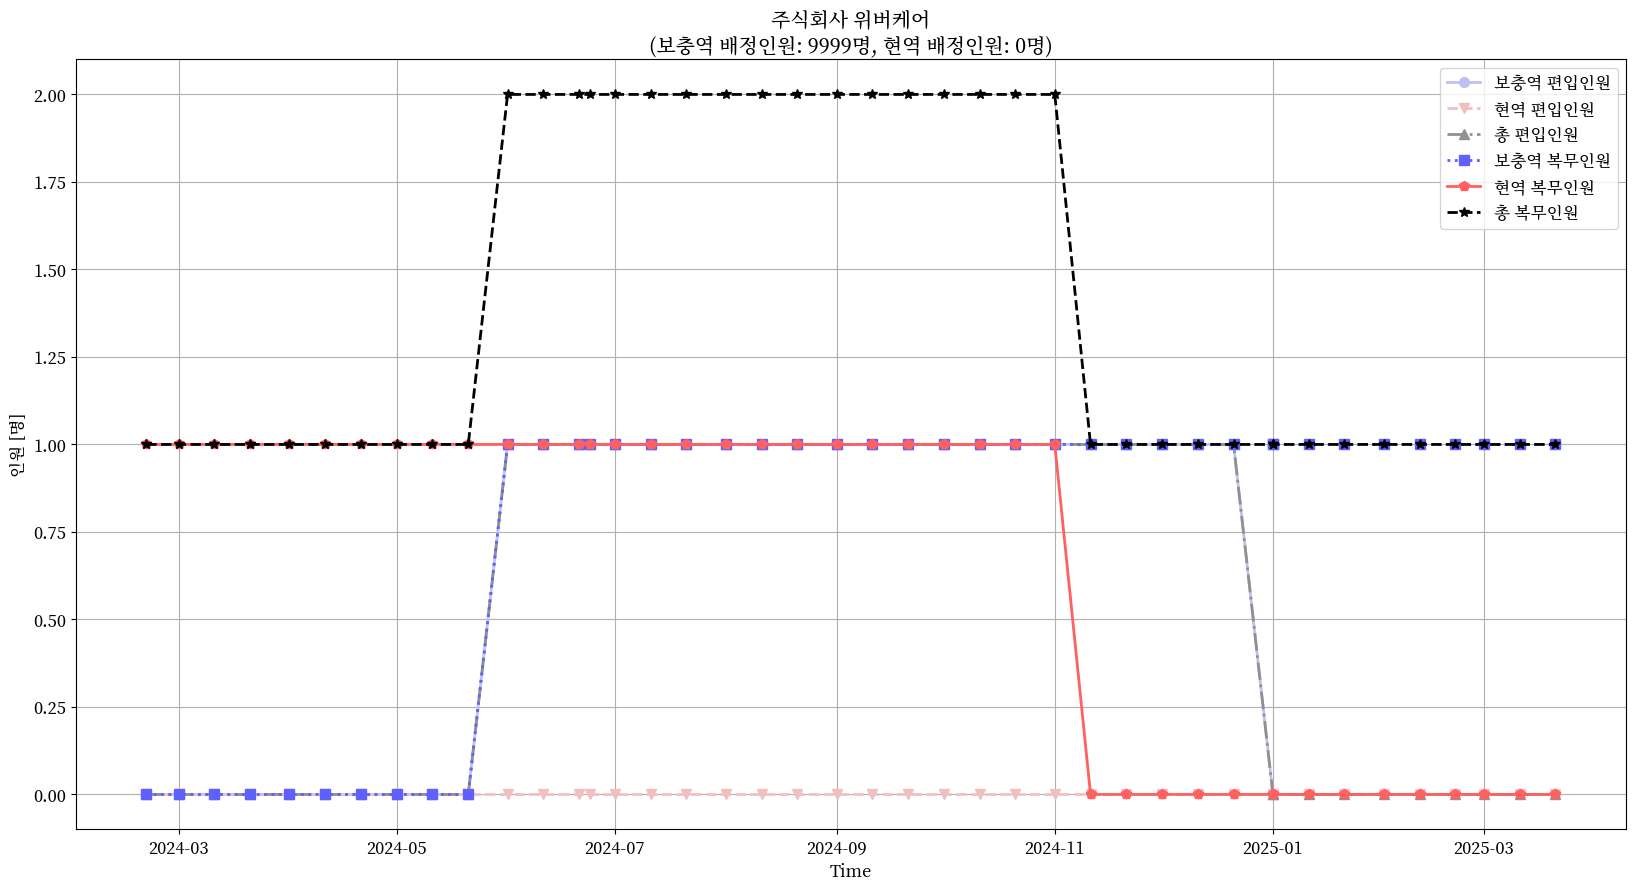 주식회사 위버케어
(보충역 배정인원: 9999명, 현역 배정인원: 0명)
보충역 편입인원
현역 편입인원
총 편입인원
보충역 복무인원
현역 복무인원
총 복무인원
인원 [명]
2.00
1.75
1.50
1.25
1.00
0.75
0.50
0.25
0.00
2024-03
2024-05
2024-07
2024-09
2024-11
2025-01
2025-03
Time